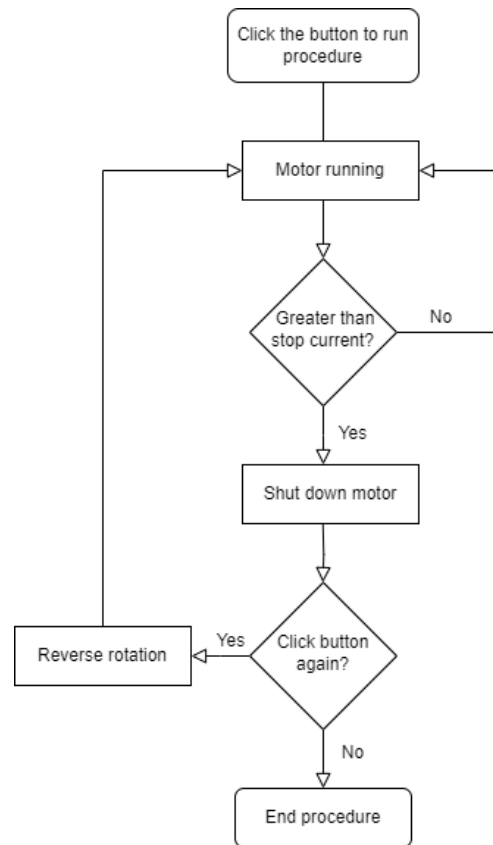 Click the button to run
procedure
Motor running
Greater than
stop current?
No
Yes
Shut down motor
Click button
again?
Yes
Reverse rotation
No
End procedure